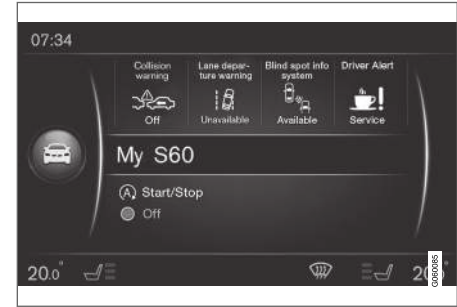 07:34
Collision warning
Lane depar-
ture warning
Blind spot info system
Driver Alert
Off
Unavailable
Available
Service
My S60
Start/Stop
Off
20.0°
20
G060085